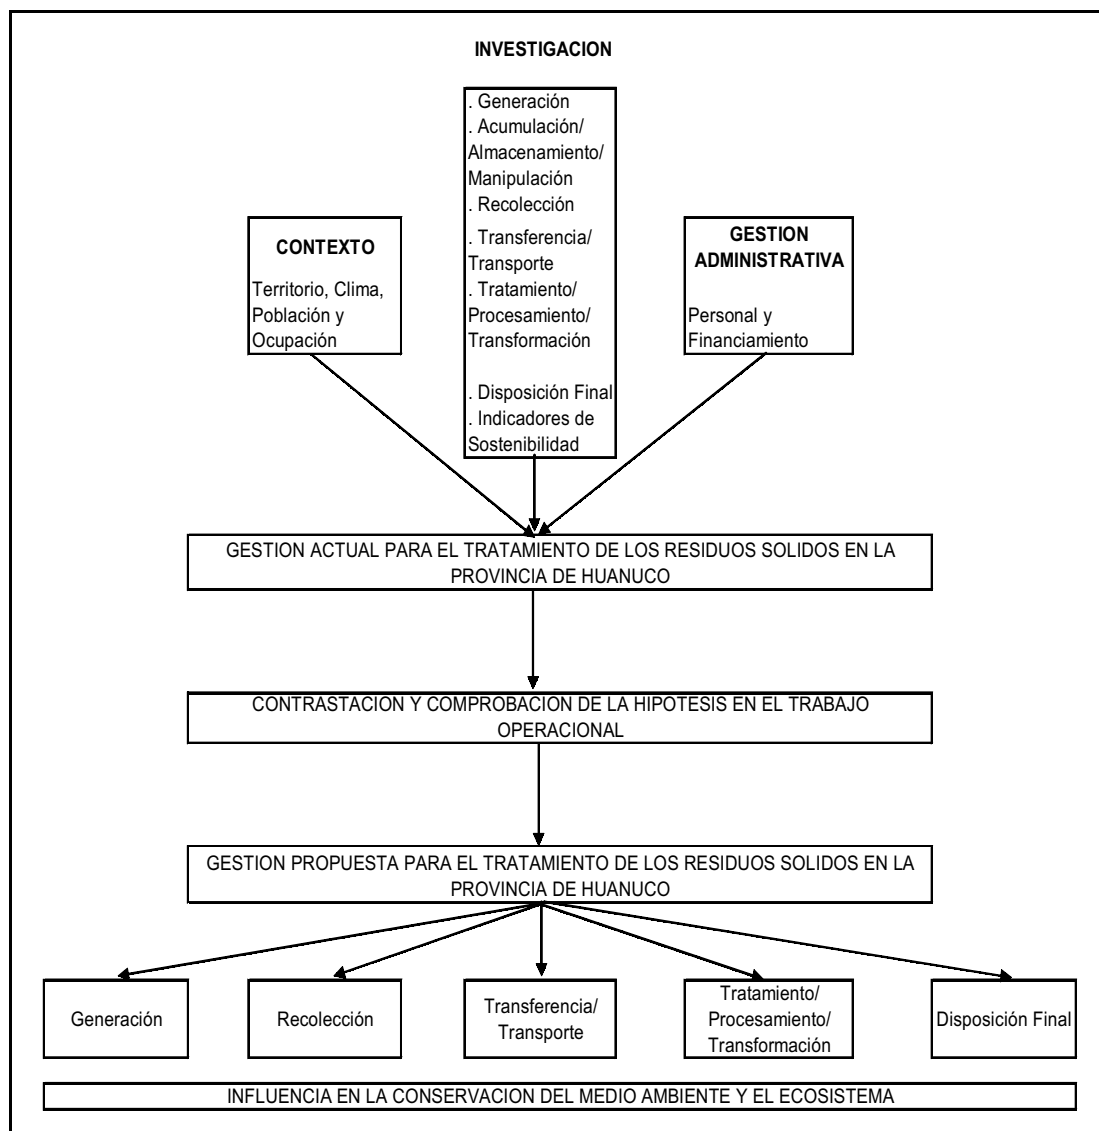 INVESTIGACION
. Generación
. Acumulación/
Almacenamiento/
Manipulación
. Recolección
. Transferencia/
Transporte
. Tratamiento/
Procesamiento/
Transformación
. Disposición Final
. Indicadores de
Sostenibilidad
CONTEXTO
Territorio, Clima,
Población y
Ocupación
GESTION
ADMINISTRATIVA
Personal y
Financiamiento
GESTION ACTUAL PARA EL TRATAMIENTO DE LOS RESIDUOS SOLIDOS EN LA
PROVINCIA DE HUANUCO
CONTRASTACION Y COMPROBACION DE LA HIPOTESIS EN EL TRABAJO
OPERACIONAL
GESTION PROPUESTA PARA EL TRATAMIENTO DE LOS RESIDUOS SOLIDOS EN LA
PROVINCIA DE HUANUCO
Generación
Recolección
Transferencia/
Transporte
Tratamiento/
Procesamiento/
Transformación
Disposición Final
INFLUENCIA EN LA CONSERVACION DEL MEDIO AMBIENTE Y EL ECOSISTEMA